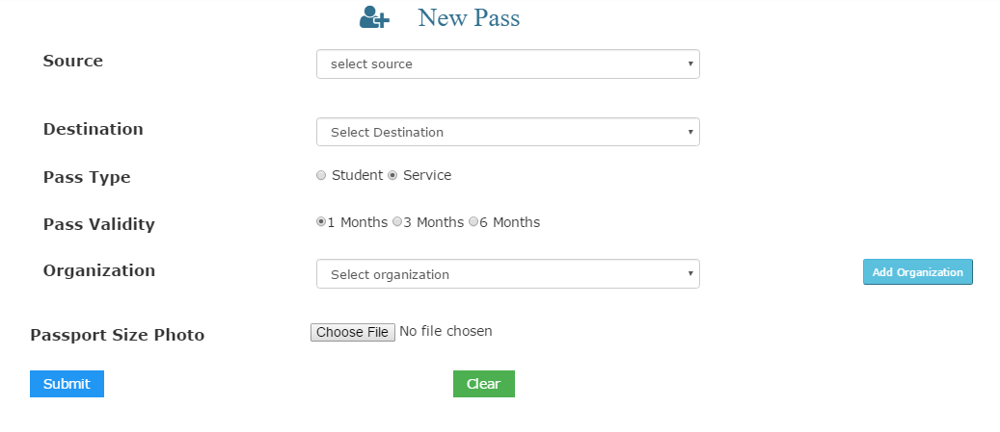 New Pass
Source select source
Destination Select Destination
Pass Type Student Service
Pass Validity 1 Months 3 Months 6 Months
Organization Select organization Add Organization
Passport Size Photo Choose File No file chosen
Submit Clear